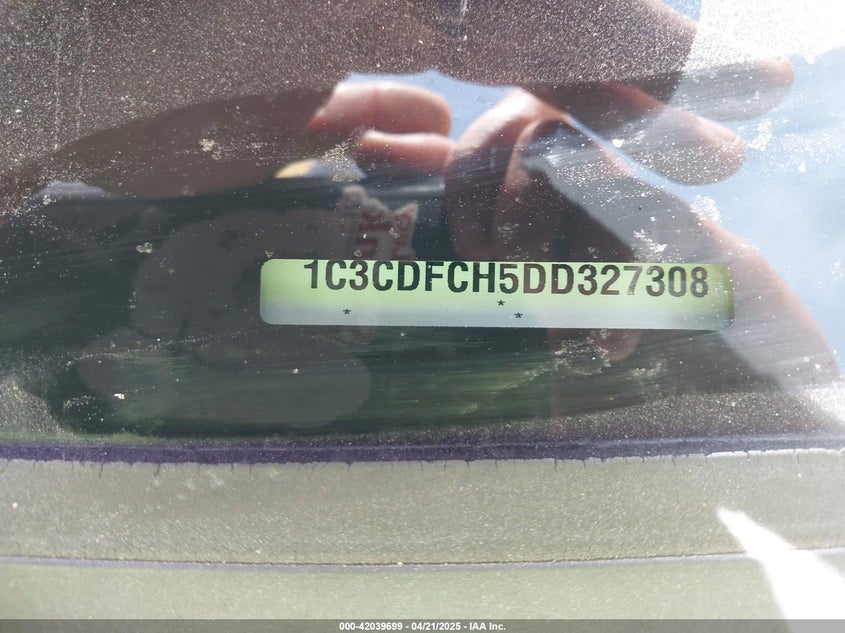 1C3CDFCH5DD327308
* * *
000-42039699 - 04/21/2025 - IAA Inc.